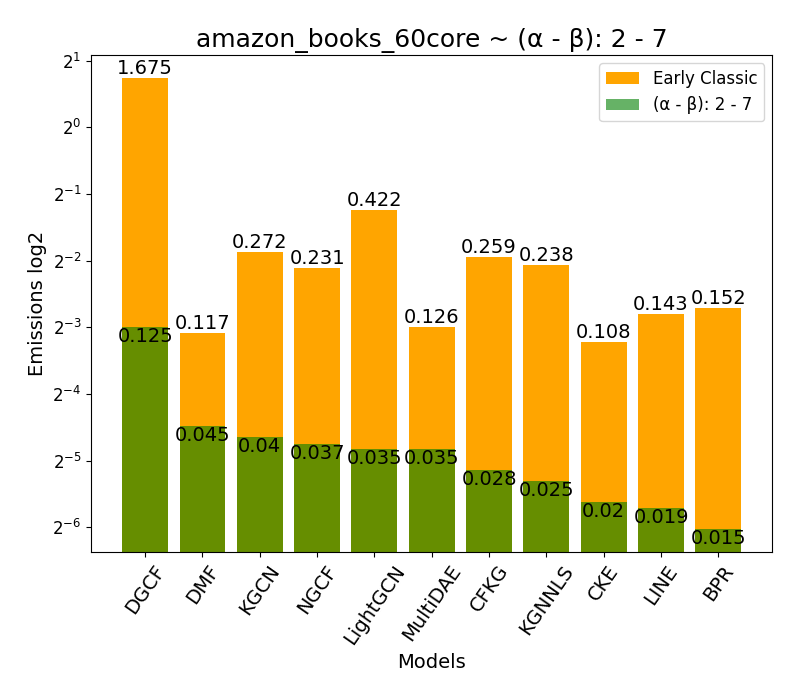 amazon_books_60core ~ (α - β): 2 - 7
Early Classic
(α - β): 2 - 7
Emissions log2
2¹
2⁰
2⁻¹
2⁻²
2⁻³
2⁻⁴
2⁻⁵
2⁻⁶
1.675
0.117
0.272
0.231
0.422
0.126
0.259
0.238
0.108
0.143
0.152
0.125
0.045
0.04
0.037
0.035
0.035
0.028
0.025
0.02
0.019
0.015
DGCF
DMF
KGCN
NGCF
LightGCN
MultiDAE
CFKG
KGNNLS
CKE
LINE
BPR
Models